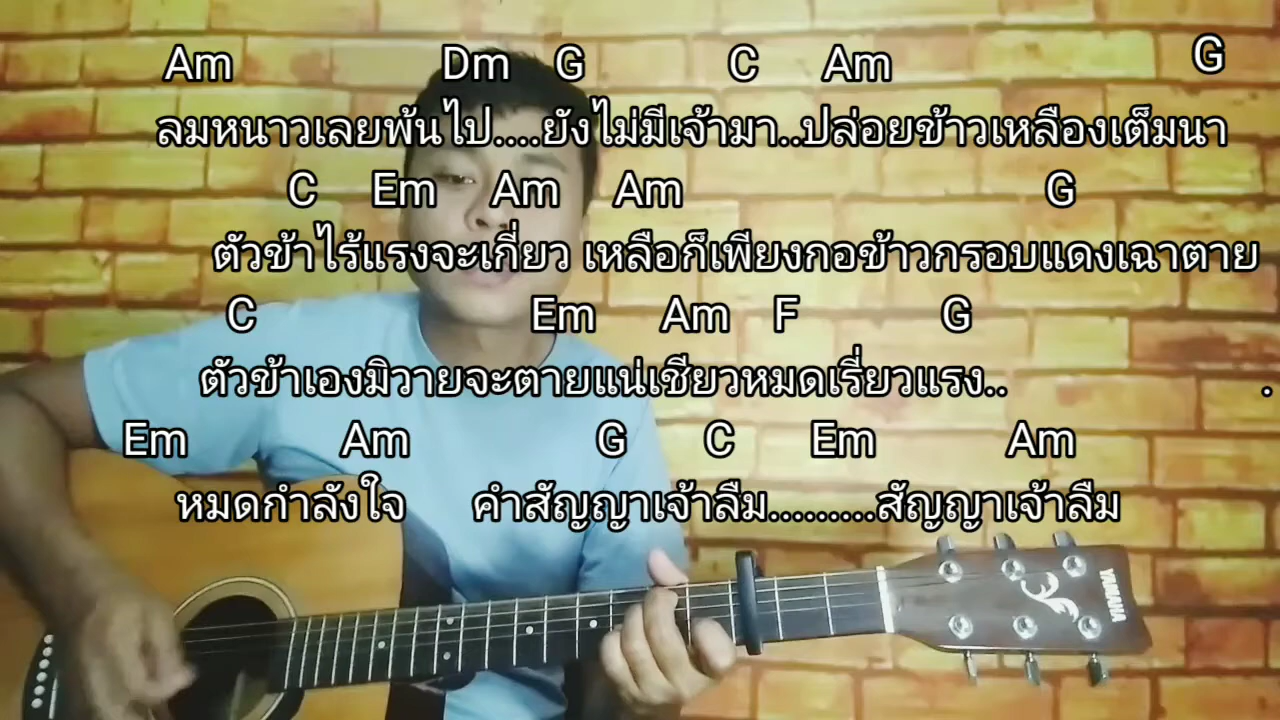 Am Dm G C Am G
ลมหนาวเลยพ้นไป....ยังไม่มีเจ้ามา..ปล่อยข้าวเหลืองเต็มนา
C Em Am Am G
ตัวข้าไร้แรงจะเกี่ยว เหลือก็เพียงกอข้าวกรอบแดงเฉาตาย
C Em Am F G
ตัวข้าเองมิวายจะตายแน่เชียวหมดเรี่ยวแรง.. .
Em Am G C Em Am
หมดกำลังใจ คำสัญญาเจ้าลืม.........สัญญาเจ้าลืม
YAMAHA